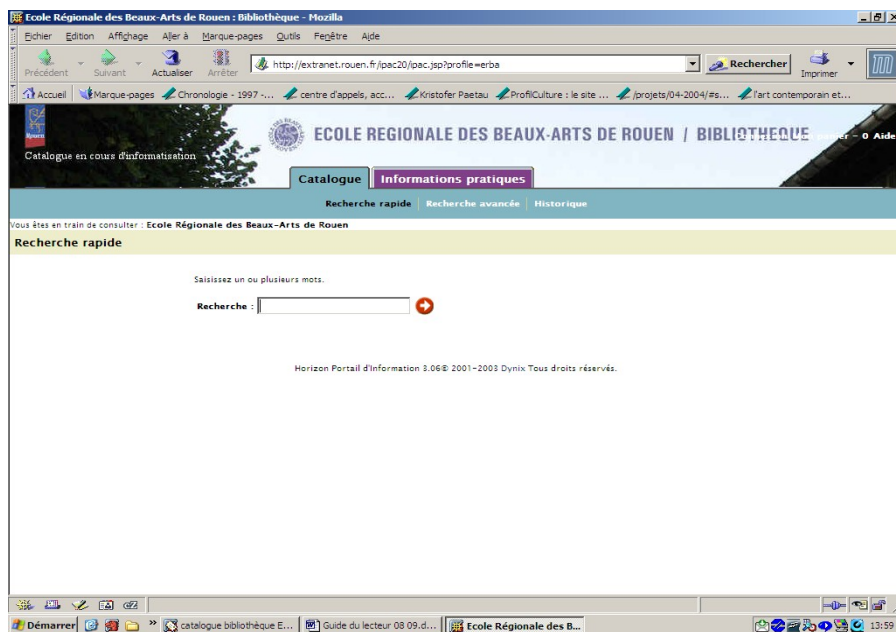 Ecole Régionale des Beaux-Arts de Rouen : Bibliothèque - Mozilla
Fichier Edition Affichage Aller à Marque-pages Outils Fenêtre Aide
Précédent Suivant Actualiser Arrêter http://extranet.rouen.fr/ipac20/ipac.jsp?profile=erba Rechercher Imprimer
Accueil Marque-pages Chronologie - 1997 -... centre d'appels, acc... Kristofer Paetau ProfilCulture : le site ... /projets/04-2004/#s... l'art contemporain et...
Rouen
ECOLE REGIONALE DES BEAUX-ARTS DE ROUEN / BIBLIOTHEQUE
- 0 Aide
Catalogue en cours d'informatisation
Catalogue Informations pratiques
Recherche rapide Recherche avancée Historique
Vous êtes en train de consulter : Ecole Régionale des Beaux-Arts de Rouen
Recherche rapide
Saisissez un ou plusieurs mots.
Recherche :
Horizon Portail d'Information 3.06© 2001-2003 Dynix Tous droits réservés.
Démarrer » catalogue bibliothèque E... Guide du lecteur 08 09.d... Ecole Régionale des B... 13:59